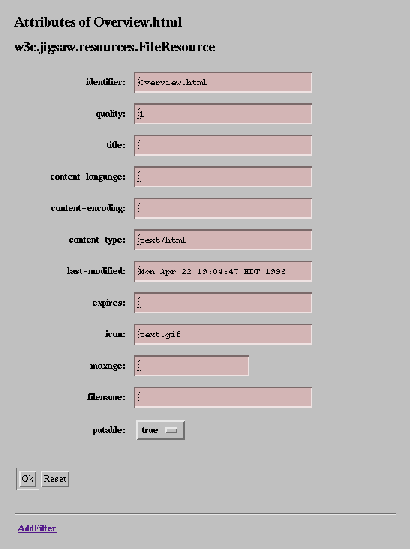 Attributes of Overview.html
w3c.jigsaw.resources.FileResource
identifier: Overview.html
quality: 1
title:
content-language:
content-encoding:
content-type: text/html
last-modified: Mon Apr 22 19:04:47 EDT 1996
expires:
icon: text.gif
maxage:
filename:
putable: true
Ok Reset
AddFilter